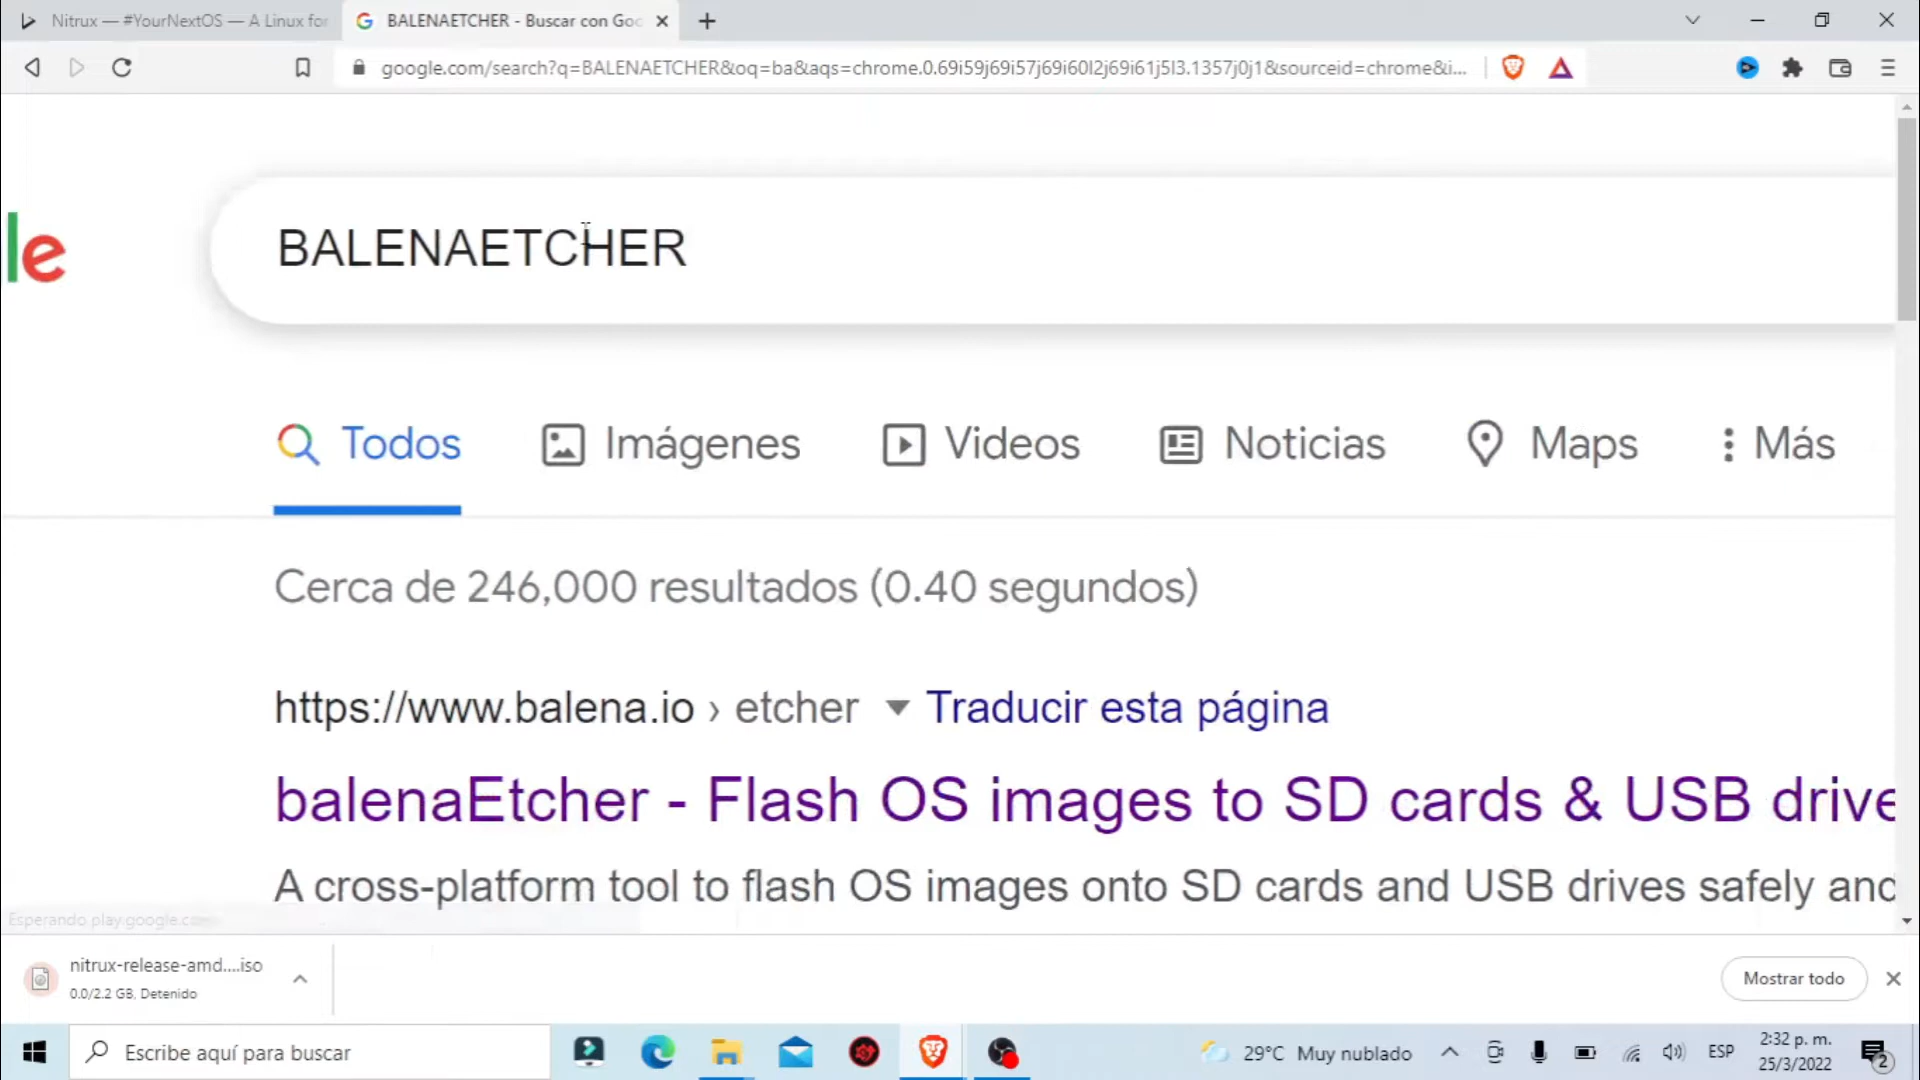 Nitrux — #YourNextOS — A Linux for
BALENAETCHER - Buscar con Goo
google.com/search?q=BALENAETCHER&oq=ba&aqs=chrome.0.69i59j69i57j69i60l2j69i61j5l3.1357j0j1&sourceid=chrome&i...
le
BALENAETCHER
Todos
Imágenes
Videos
Noticias
Maps
Más
Cerca de 246,000 resultados (0.40 segundos)
https://www.balena.io › etcher
Traducir esta página
balenaEtcher - Flash OS images to SD cards & USB drive
A cross-platform tool to flash OS images onto SD cards and USB drives safely and
Esperando play.google.com
nitrux-release-amd....iso
0.0/2.2 GB, Detenido
Mostrar todo
Escribe aquí para buscar
29°C Muy nublado
ESP
2:32 p. m.
25/3/2022
2